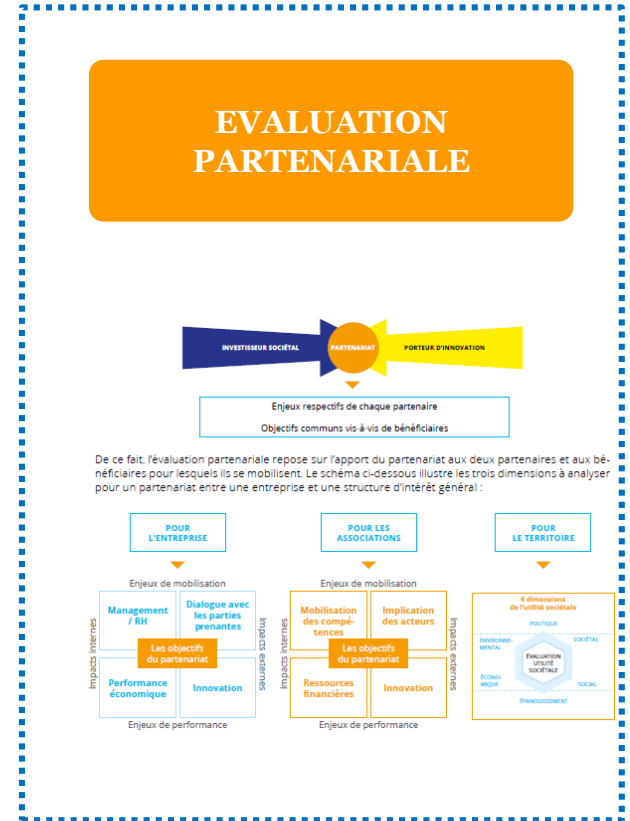 EVALUATION
PARTENARIALE
INVESTISSEUR SOCIÉTAL
PARTENARIAT
PORTEUR D'INNOVATION
Enjeux respectifs de chaque partenaire
Objectifs communs vis-à-vis de bénéficiaires
De ce fait, l'évaluation partenariale repose sur l'apport du partenariat aux deux partenaires et aux bé-
néficiaires pour lesquels ils se mobilisent. Le schéma ci-dessous illustre les trois dimensions à analyser
pour un partenariat entre une entreprise et une structure d'intérêt général :
POUR
L'ENTREPRISE
Enjeux de mobilisation
Impacts internes
Management
/ RH
Dialogue avec
les parties
prenantes
Les objectifs
du partenariat
Performance
économique
Innovation
Impacts externes
Enjeux de performance
POUR LES
ASSOCIATIONS
Enjeux de mobilisation
Impacts internes
Mobilisation
des compé-
tences
Implication
des acteurs
Les objectifs
du partenariat
Ressources
financières
Innovation
Impacts externes
Enjeux de performance
POUR
LE TERRITOIRE
6 dimensions
de l'utilité sociétale
POLITIQUE
ENVIRONNE-
MENTAL
SOCIÉTAL
ÉVALUATION
UTILITÉ
SOCIÉTALE
ÉCONO-
MIQUE
SOCIAL
ÉPANOUISSEMENT